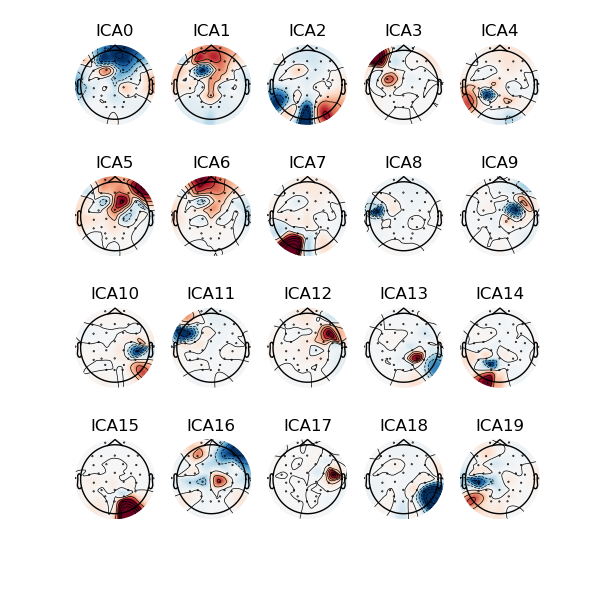 ICA0 ICA1 ICA2 ICA3 ICA4
ICA5 ICA6 ICA7 ICA8 ICA9
ICA10 ICA11 ICA12 ICA13 ICA14
ICA15 ICA16 ICA17 ICA18 ICA19